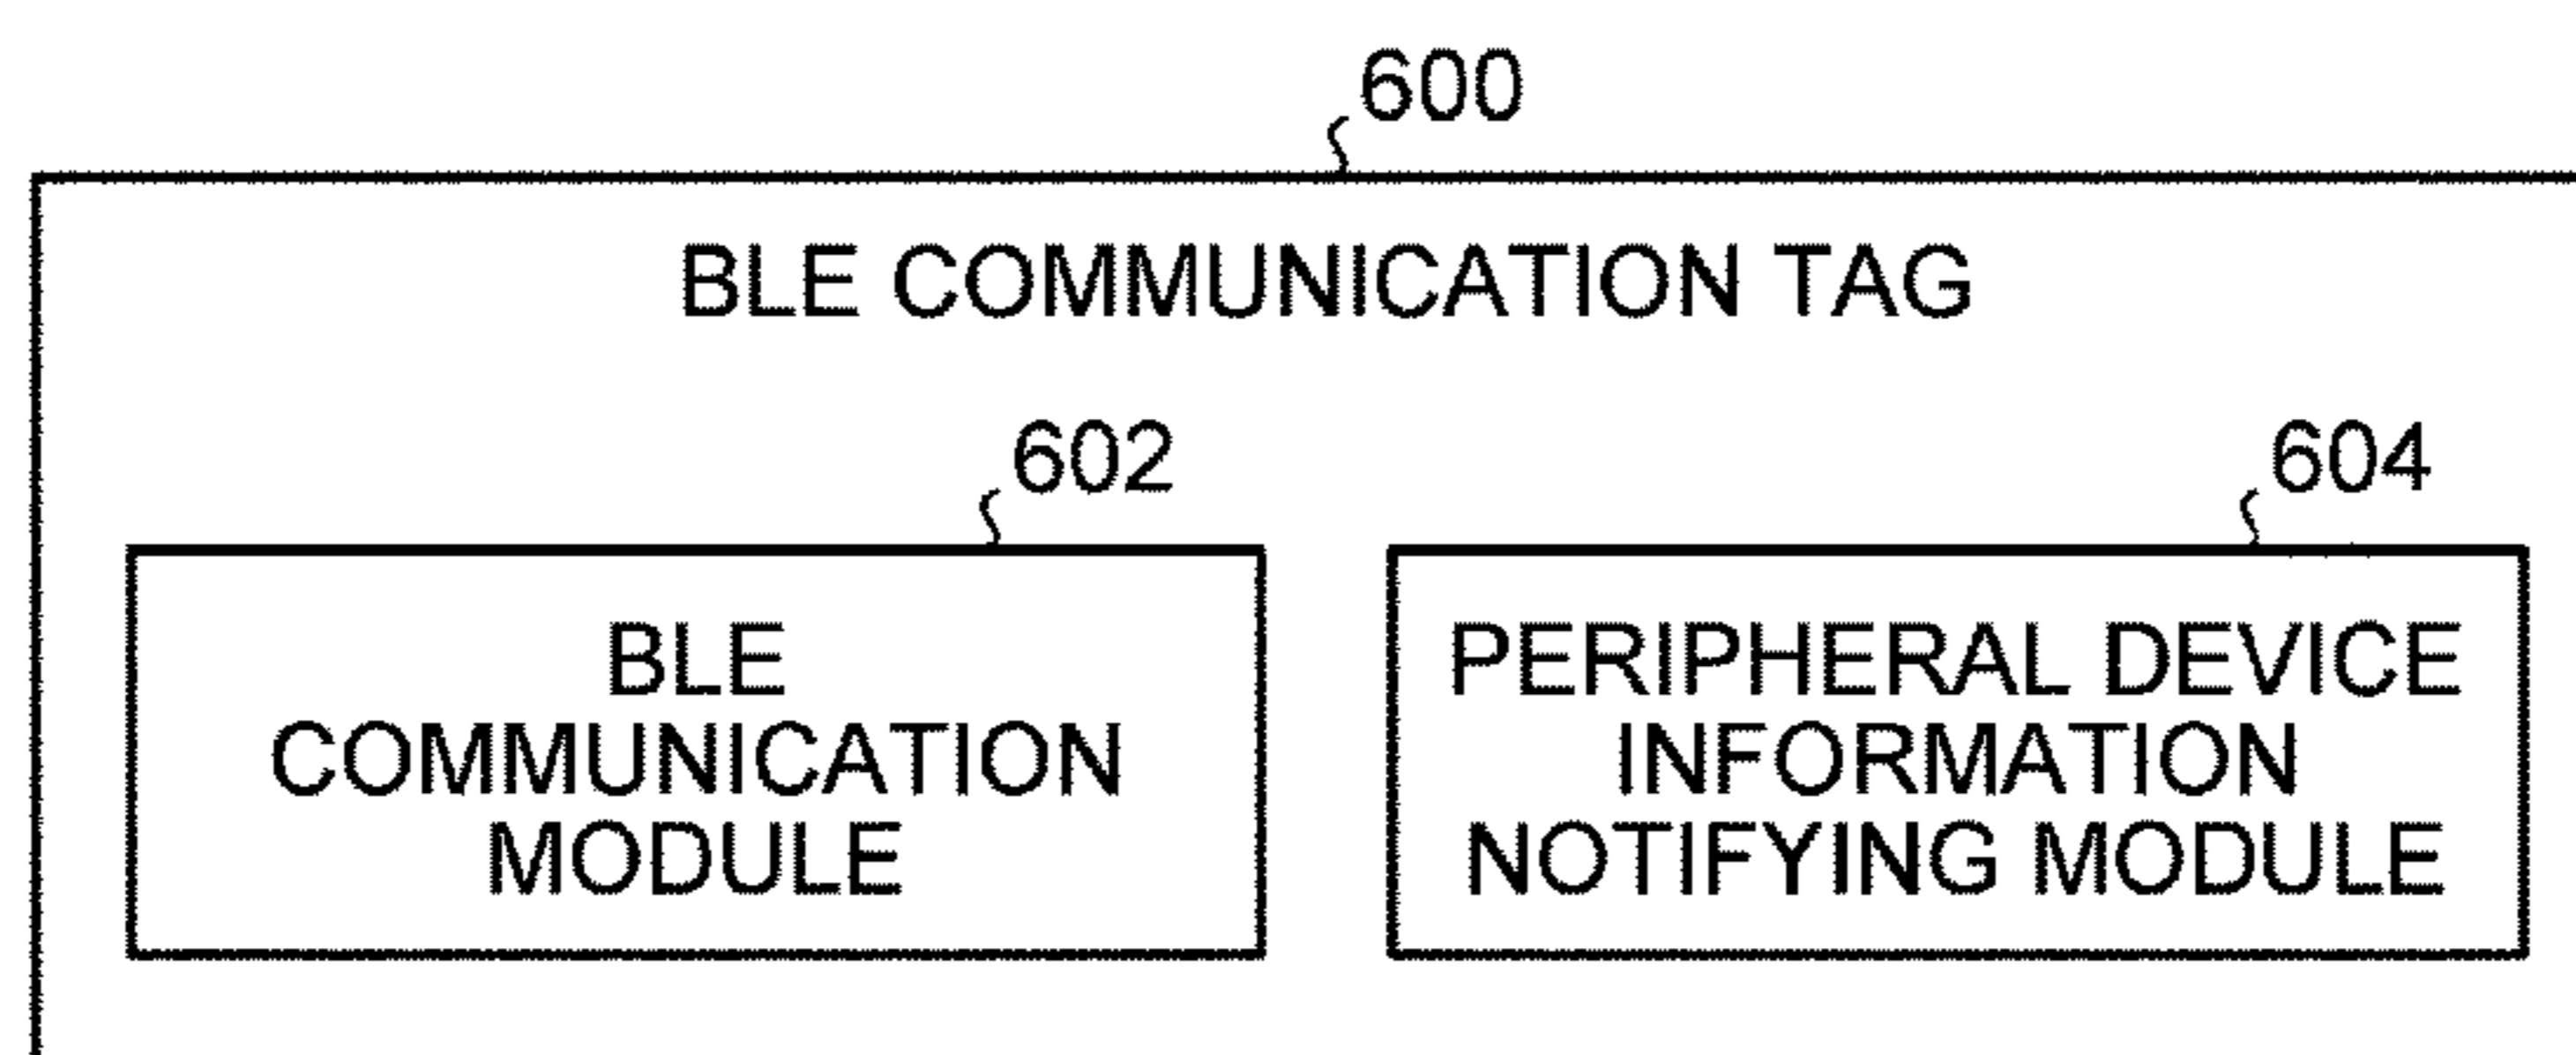 600
BLE COMMUNICATION TAG
602
604
BLE
COMMUNICATION
MODULE
PERIPHERAL DEVICE
INFORMATION
NOTIFYING MODULE